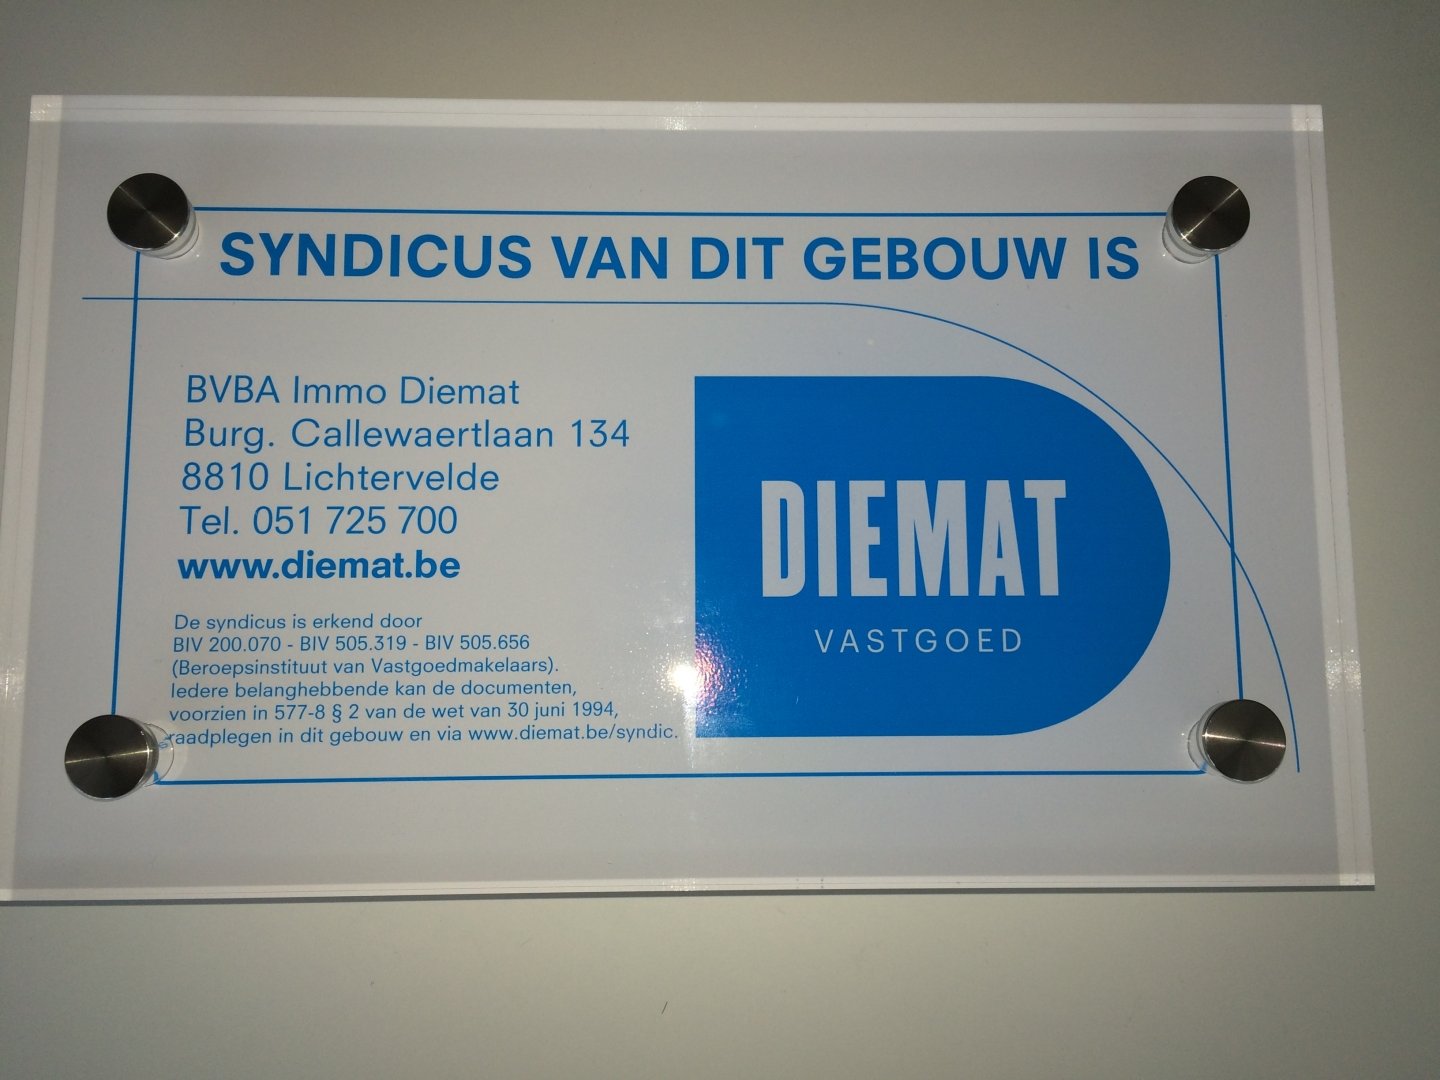 SYNDICUS VAN DIT GEBOUW IS
BVBA Immo Diemat
Burg. Callewaertlaan 134
8810 Lichtervelde
Tel. 051 725 700
www.diemat.be
De syndicus is erkend door
BIV 200.070 - BIV 505.319 - BIV 505.656
(Beroepsinstituut van Vastgoedmakelaars).
Iedere belanghebbende kan de documenten,
voorzien in 577-8 § 2 van de wet van 30 juni 1994,
raadplegen in dit gebouw en via www.diemat.be/syndic.
DIEMAT
VASTGOED